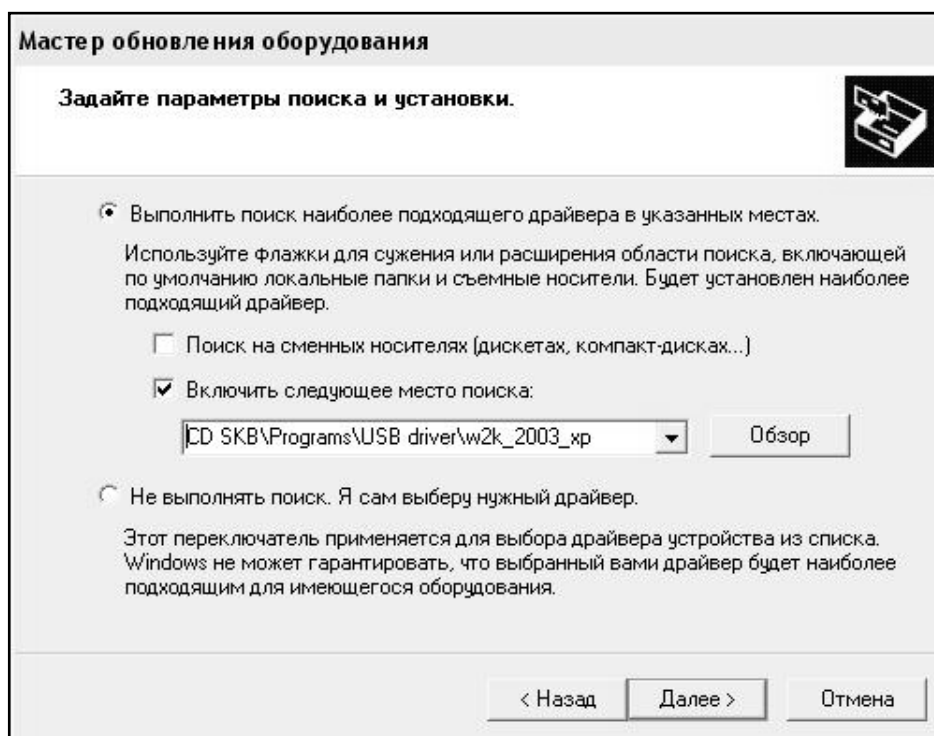 Мастер обновления оборудования
Задайте параметры поиска и установки.
Выполнить поиск наиболее подходящего драйвера в указанных местах.
Используйте флажки для сужения или расширения области поиска, включающей
по умолчанию локальные папки и съемные носители. Будет установлен наиболее
подходящий драйвер.
Поиск на сменных носителях (дискетах, компакт-дисках...)
Включить следующее место поиска:
CD SKB\Programs\USB driver\w2k_2003_xp
Обзор
Не выполнять поиск. Я сам выберу нужный драйвер.
Этот переключатель применяется для выбора драйвера устройства из списка.
Windows не может гарантировать, что выбранный вами драйвер будет наиболее
подходящим для имеющегося оборудования.
< Назад
Далее >
Отмена